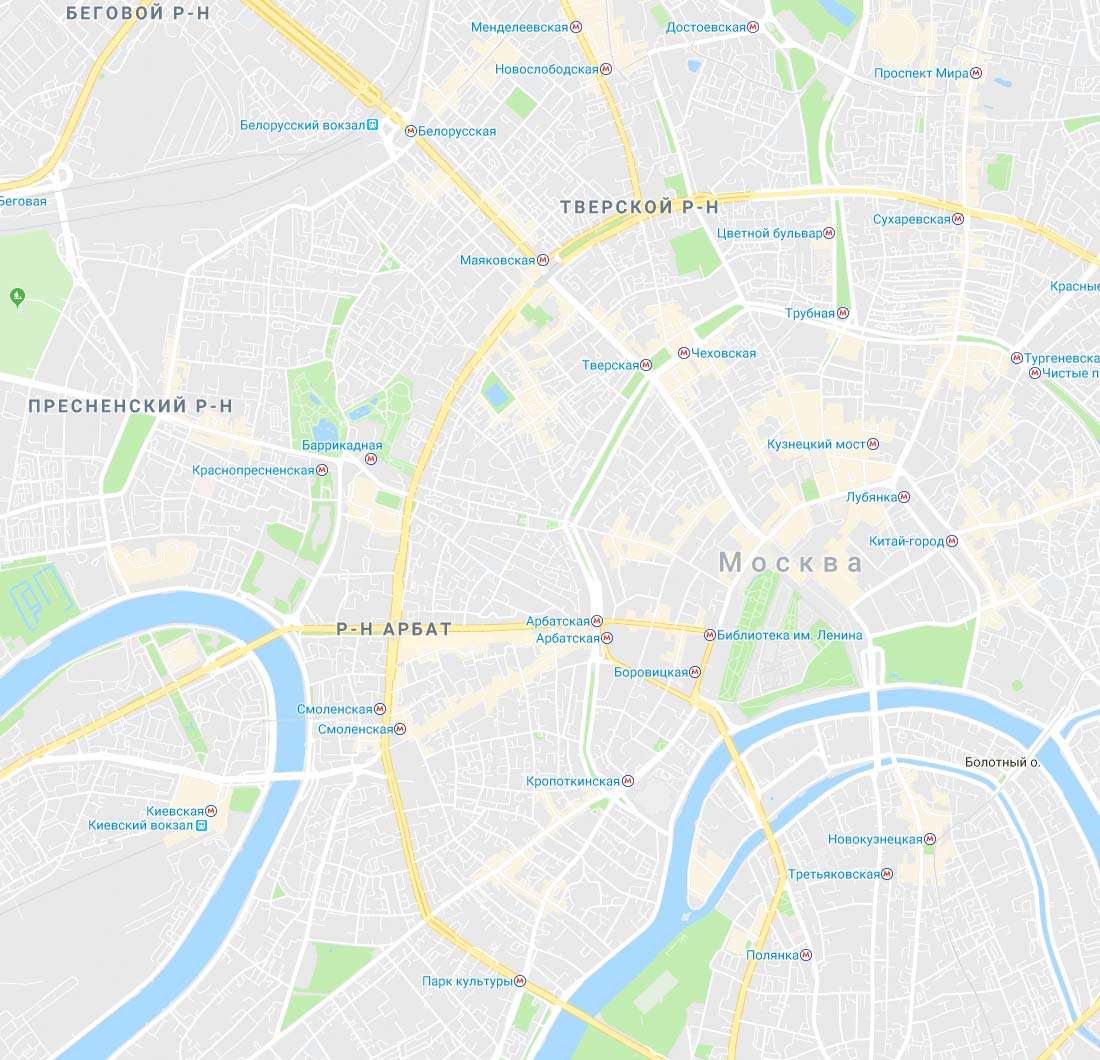 БЕГОВОЙ Р-Н
Менделеевская
Достоевская
Новослободская
Проспект Мира
Белорусский вокзал
Белорусская
Беговая
ТВЕРСКОЙ Р-Н
Сухаревская
Цветной бульвар
Маяковская
Красные
Трубная
Чеховская
Тургеневска
Тверская
Чистые п
ПРЕСНЕНСКИЙ Р-Н
Баррикадная
Кузнецкий мост
Краснопресненская
Лубянка
Китай-город
Москва
Арбатская
Р-Н АРБАТ
Арбатская
Библиотека им. Ленина
Боровицкая
Смоленская
Смоленская
Болотный о.
Кропоткинская
Киевская
Киевский вокзал
Новокузнецкая
Третьяковская
Полянка
Парк культуры